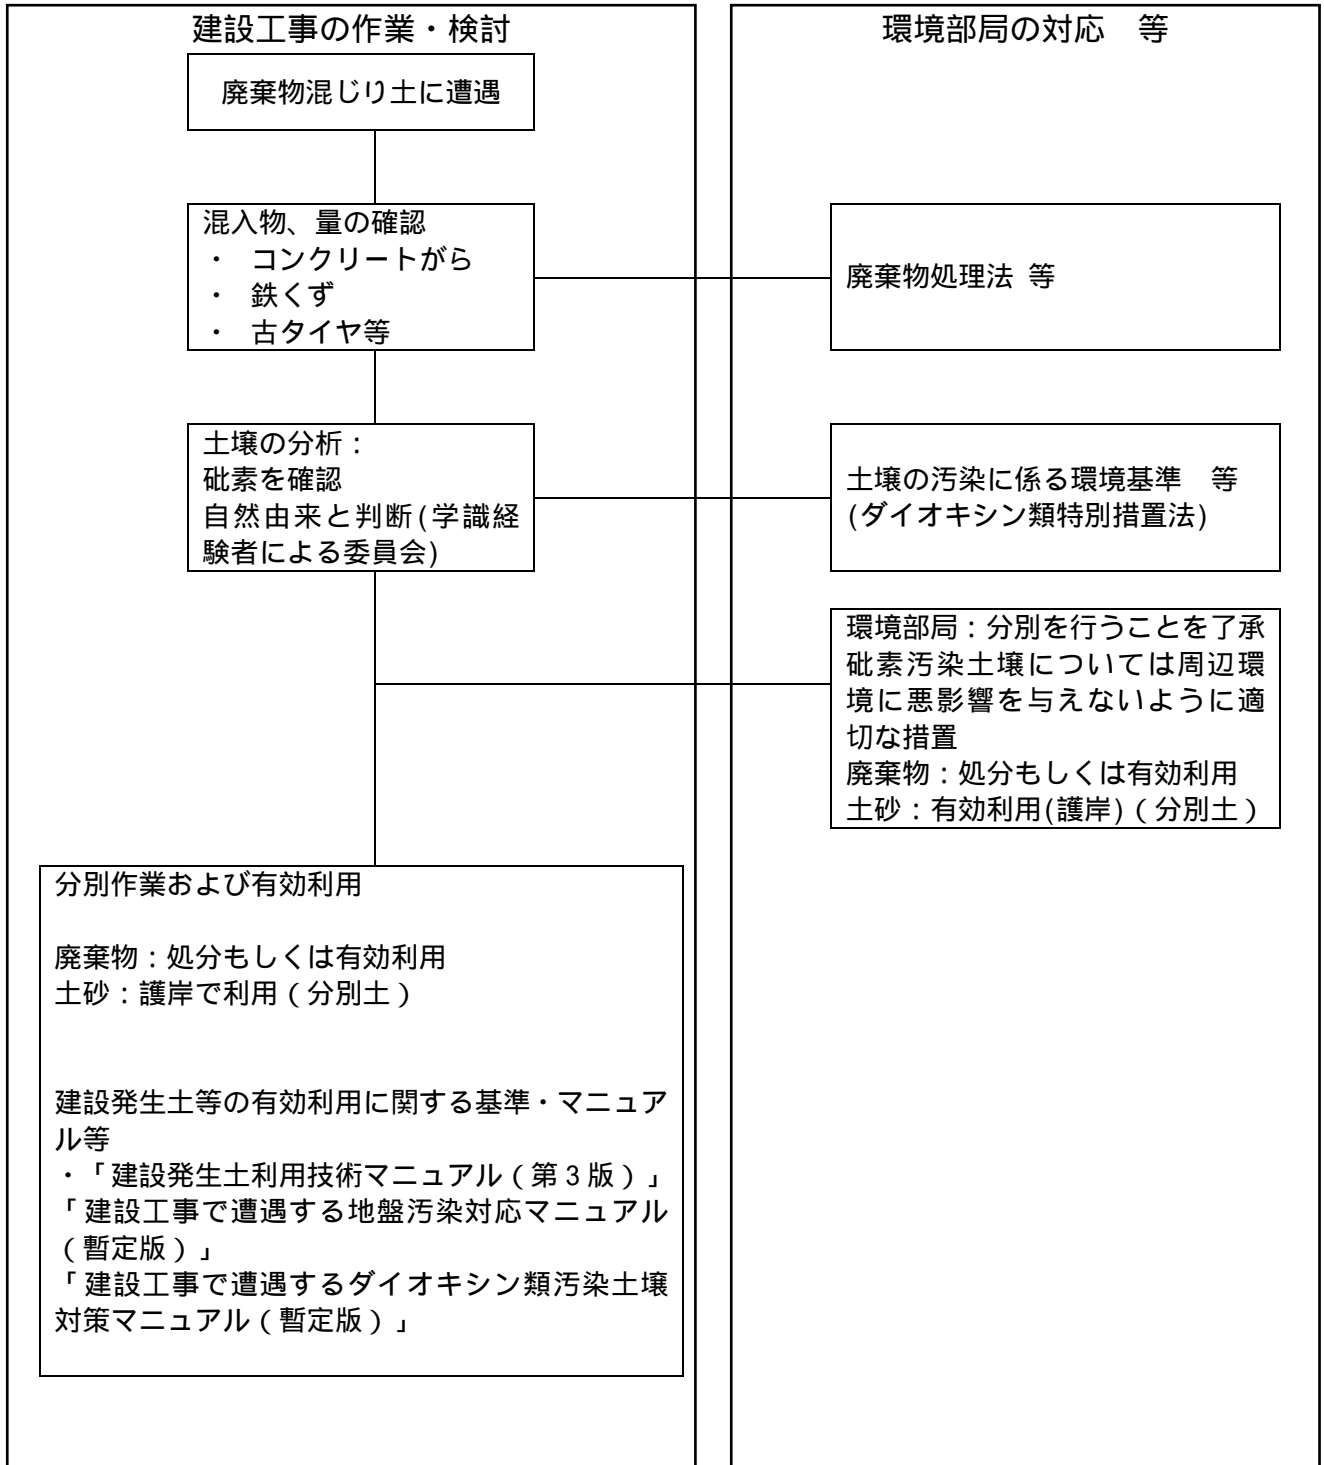 建設工事の作業・検討
廃棄物混じり土に遭遇
混入物、量の確認
・ コンクリートがら
・ 鉄くず
・ 古タイヤ等
土壌の分析：
砒素を確認
自然由来と判断(学識経
験者による委員会)
分別作業および有効利用
廃棄物：処分もしくは有効利用
土砂：護岸で利用（分別土）
建設発生土等の有効利用に関する基準・マニュア
ル等
・「建設発生土利用技術マニュアル（第3版）」
「建設工事で遭遇する地盤汚染対応マニュアル
（暫定版）」
「建設工事で遭遇するダイオキシン類汚染土壌
対策マニュアル（暫定版）」
環境部局の対応 等
廃棄物処理法 等
土壌の汚染に係る環境基準 等
(ダイオキシン類特別措置法)
環境部局：分別を行うことを了承
砒素汚染土壌については周辺環
境に悪影響を与えないように適
切な措置
廃棄物：処分もしくは有効利用
土砂：有効利用(護岸)（分別土）